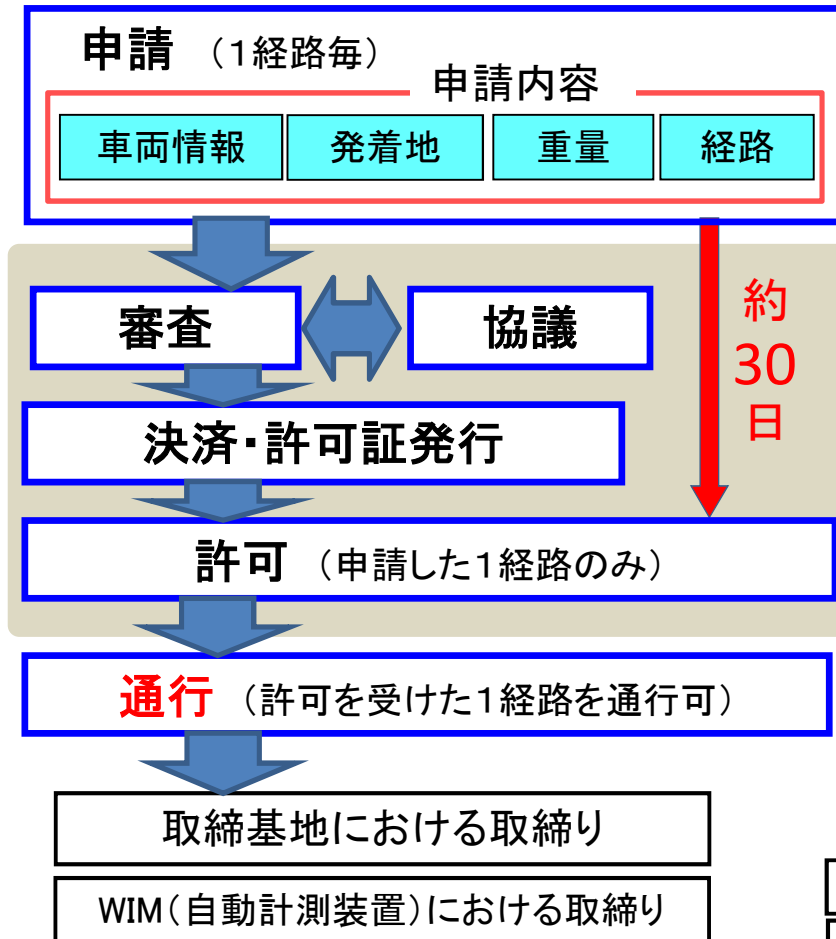 申請 （１経路毎）
申請内容
車両情報 発着地 重量 経路
約
30
日
審査 協議
決済・許可証発行
許可 （申請した１経路のみ）
通行 （許可を受けた１経路を通行可）
取締基地における取締り
WIM（自動計測装置）における取締り